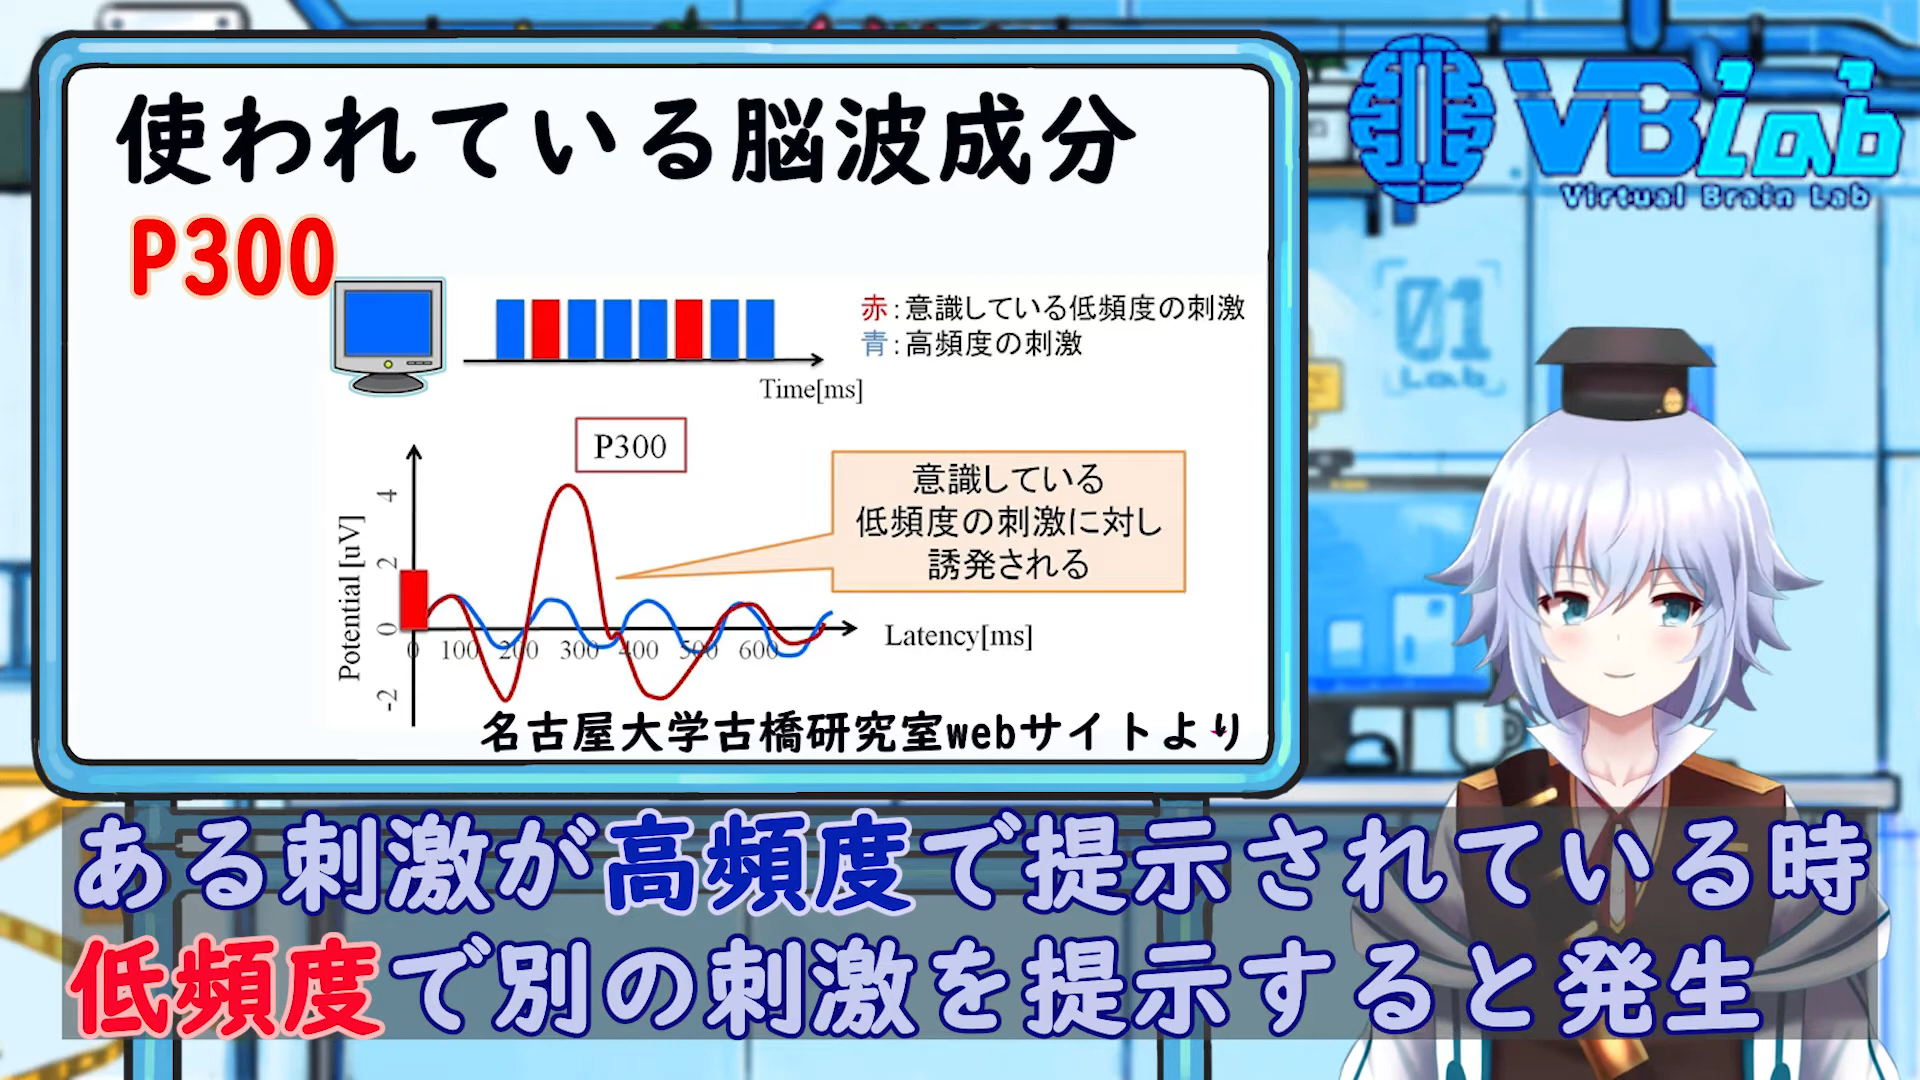 使われている脳波成分
P300
赤:意識している低頻度の刺激
青:高頻度の刺激
Time[ms]
P300
意識している
低頻度の刺激に対し
誘発される
Potential [uV]
4
2
0
-2
0 100 200 300 400 500 600
Latency[ms]
名古屋大学古橋研究室webサイトより
VBLab
Virtual Brain Lab
01
Lab
ある刺激が高頻度で提示されている時
低頻度で別の刺激を提示すると発生